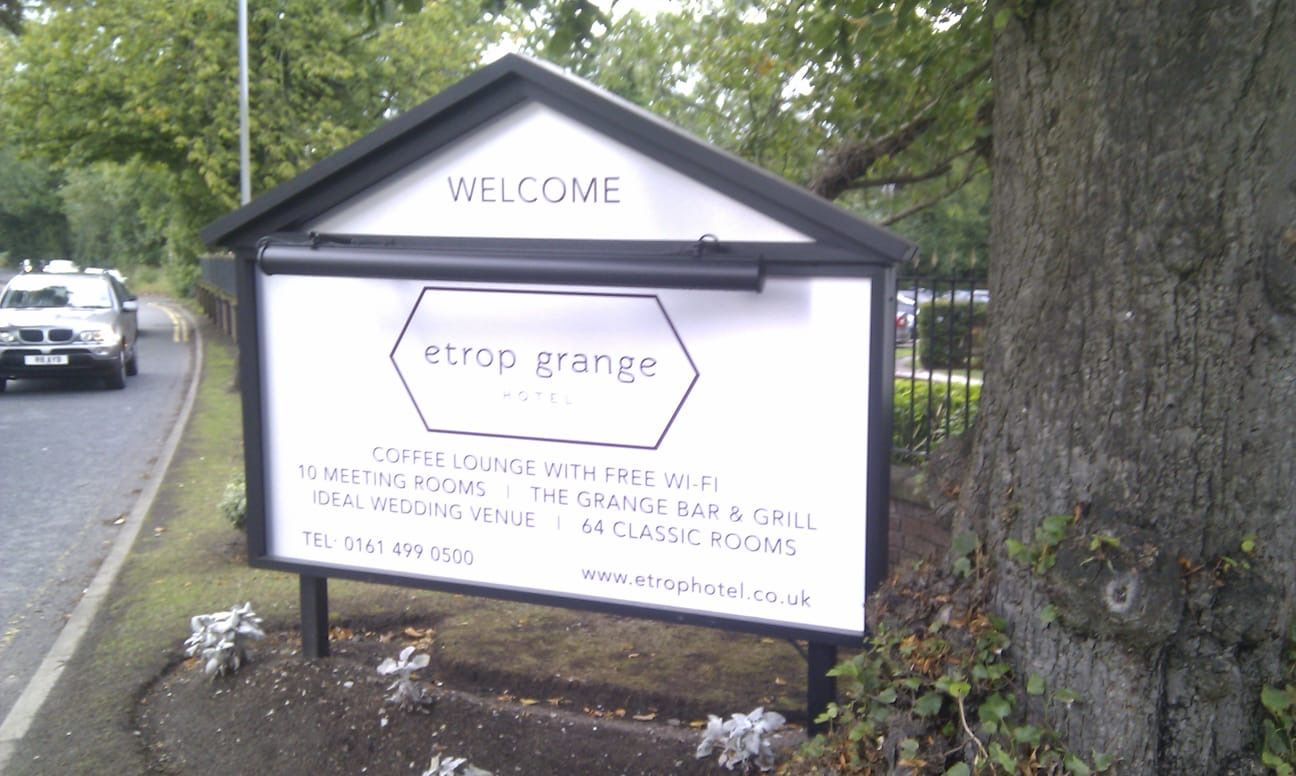 WELCOME
etrop grange
HOTEL
COFFEE LOUNGE WITH FREE WI-FI
10 MEETING ROOMS | THE GRANGE BAR & GRILL
IDEAL WEDDING VENUE | 64 CLASSIC ROOMS
TEL: 0161 499 0500
www.etrophotel.co.uk